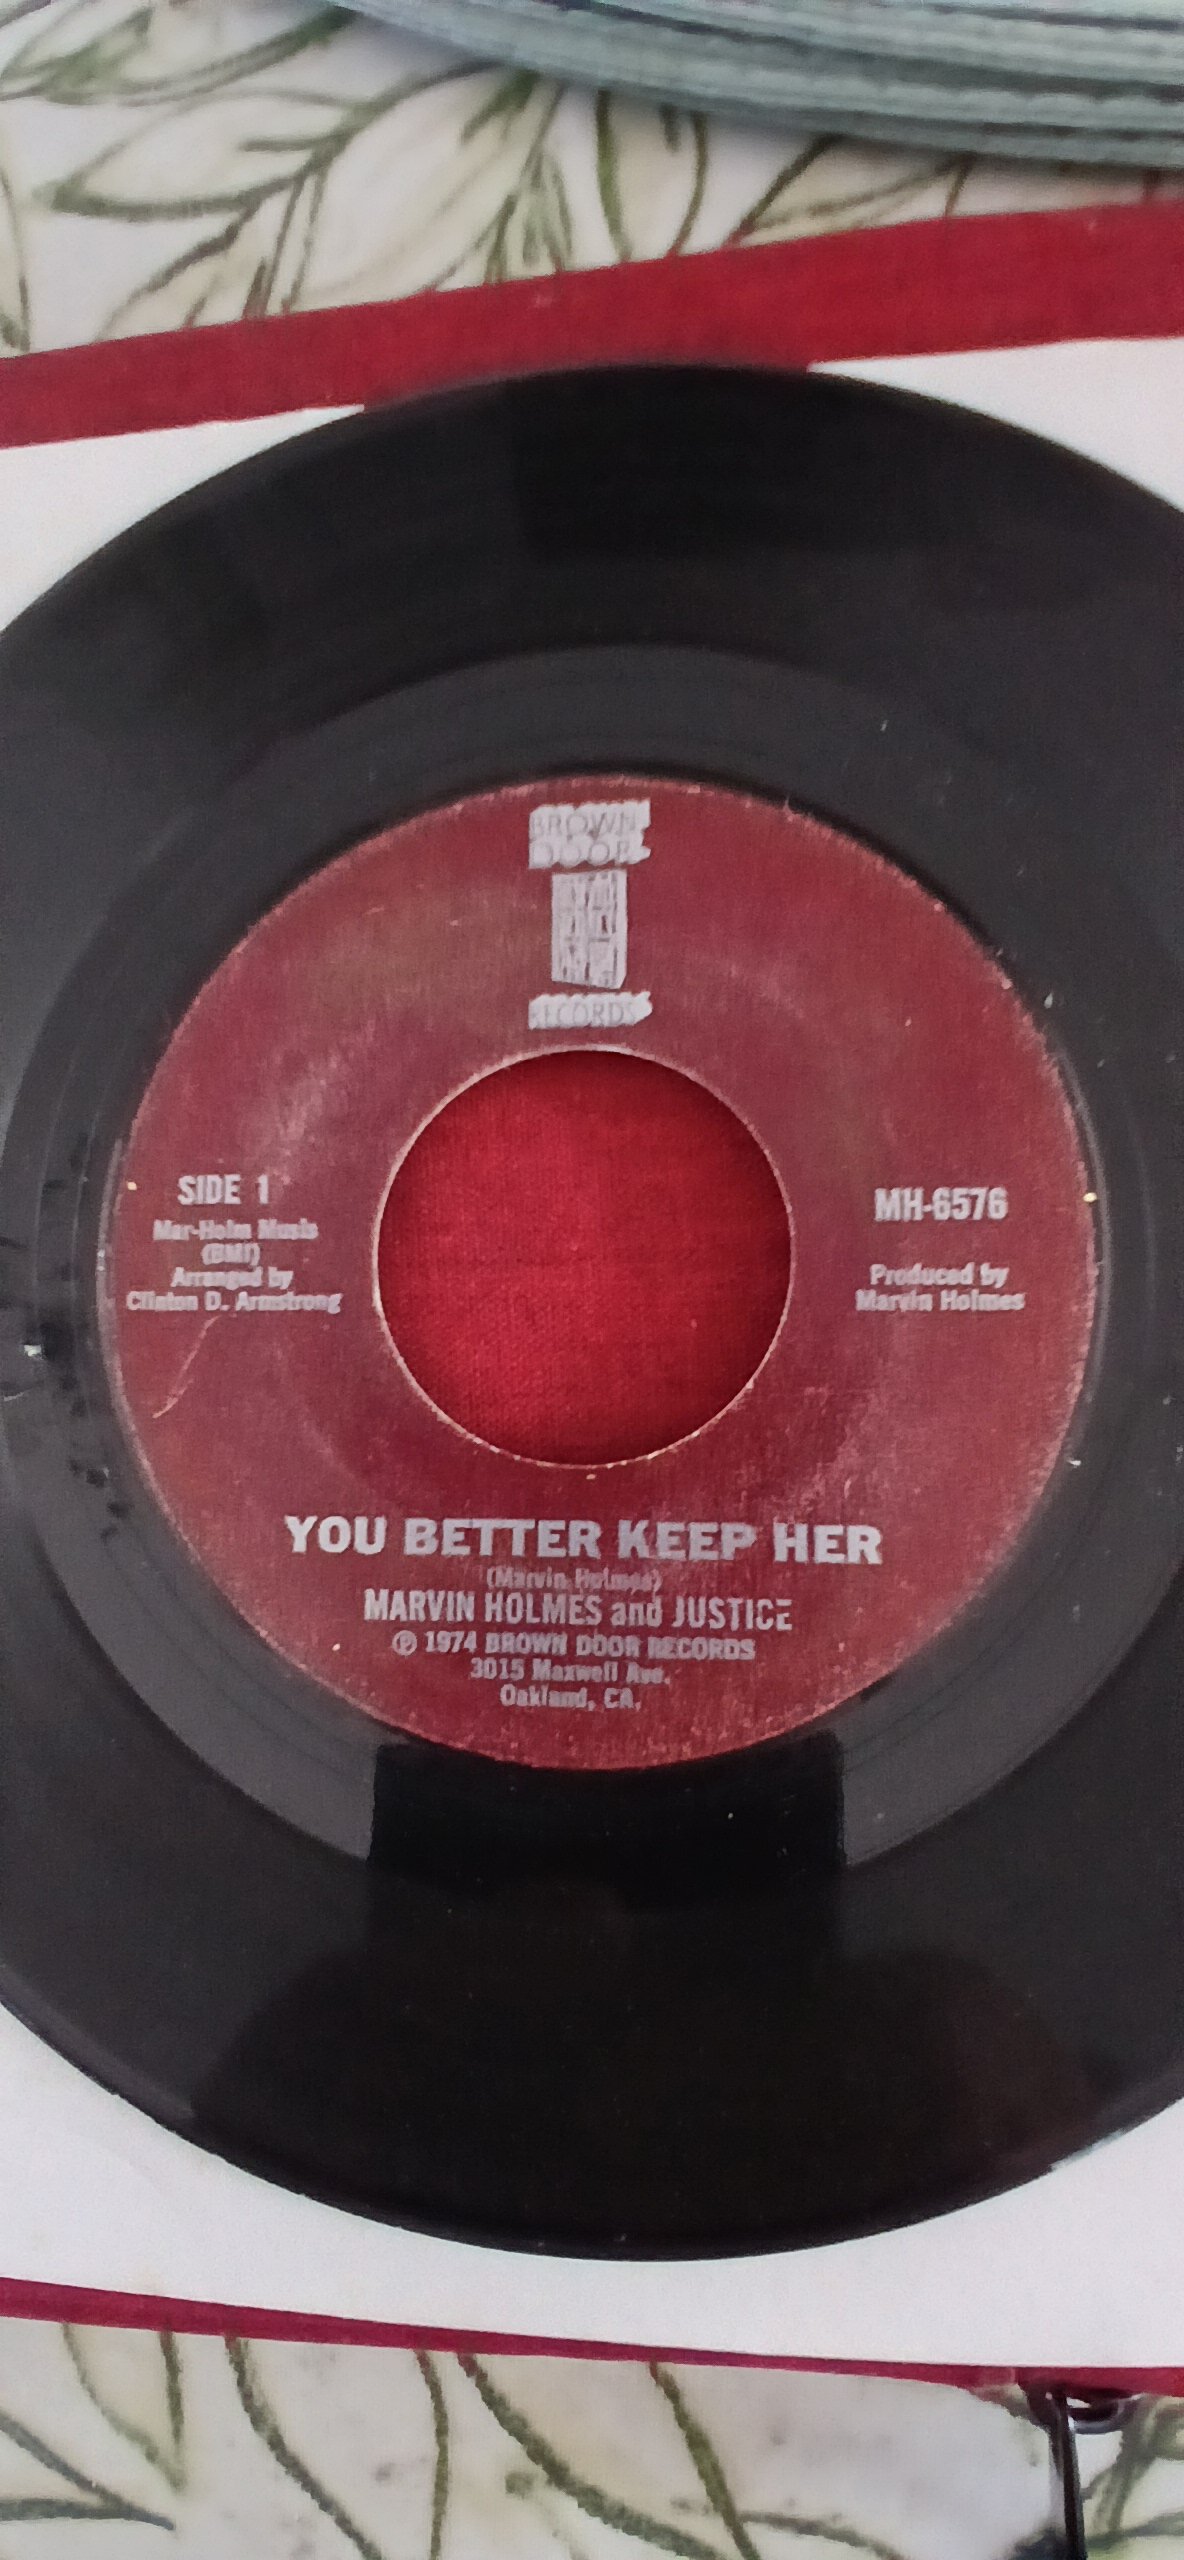 BROWN
DOOR
RECORDS
SIDE 1
Mar-Holm Music
(BMI)
Arranged by
Clinton D. Armstrong
MH-6576
Produced by
Marvin Holmes
YOU BETTER KEEP HER
(Marvin Holmes)
MARVIN HOLMES and JUSTICE
℗ 1974 BROWN DOOR RECORDS
3015 Maxwell Ave.
Oakland, CA.